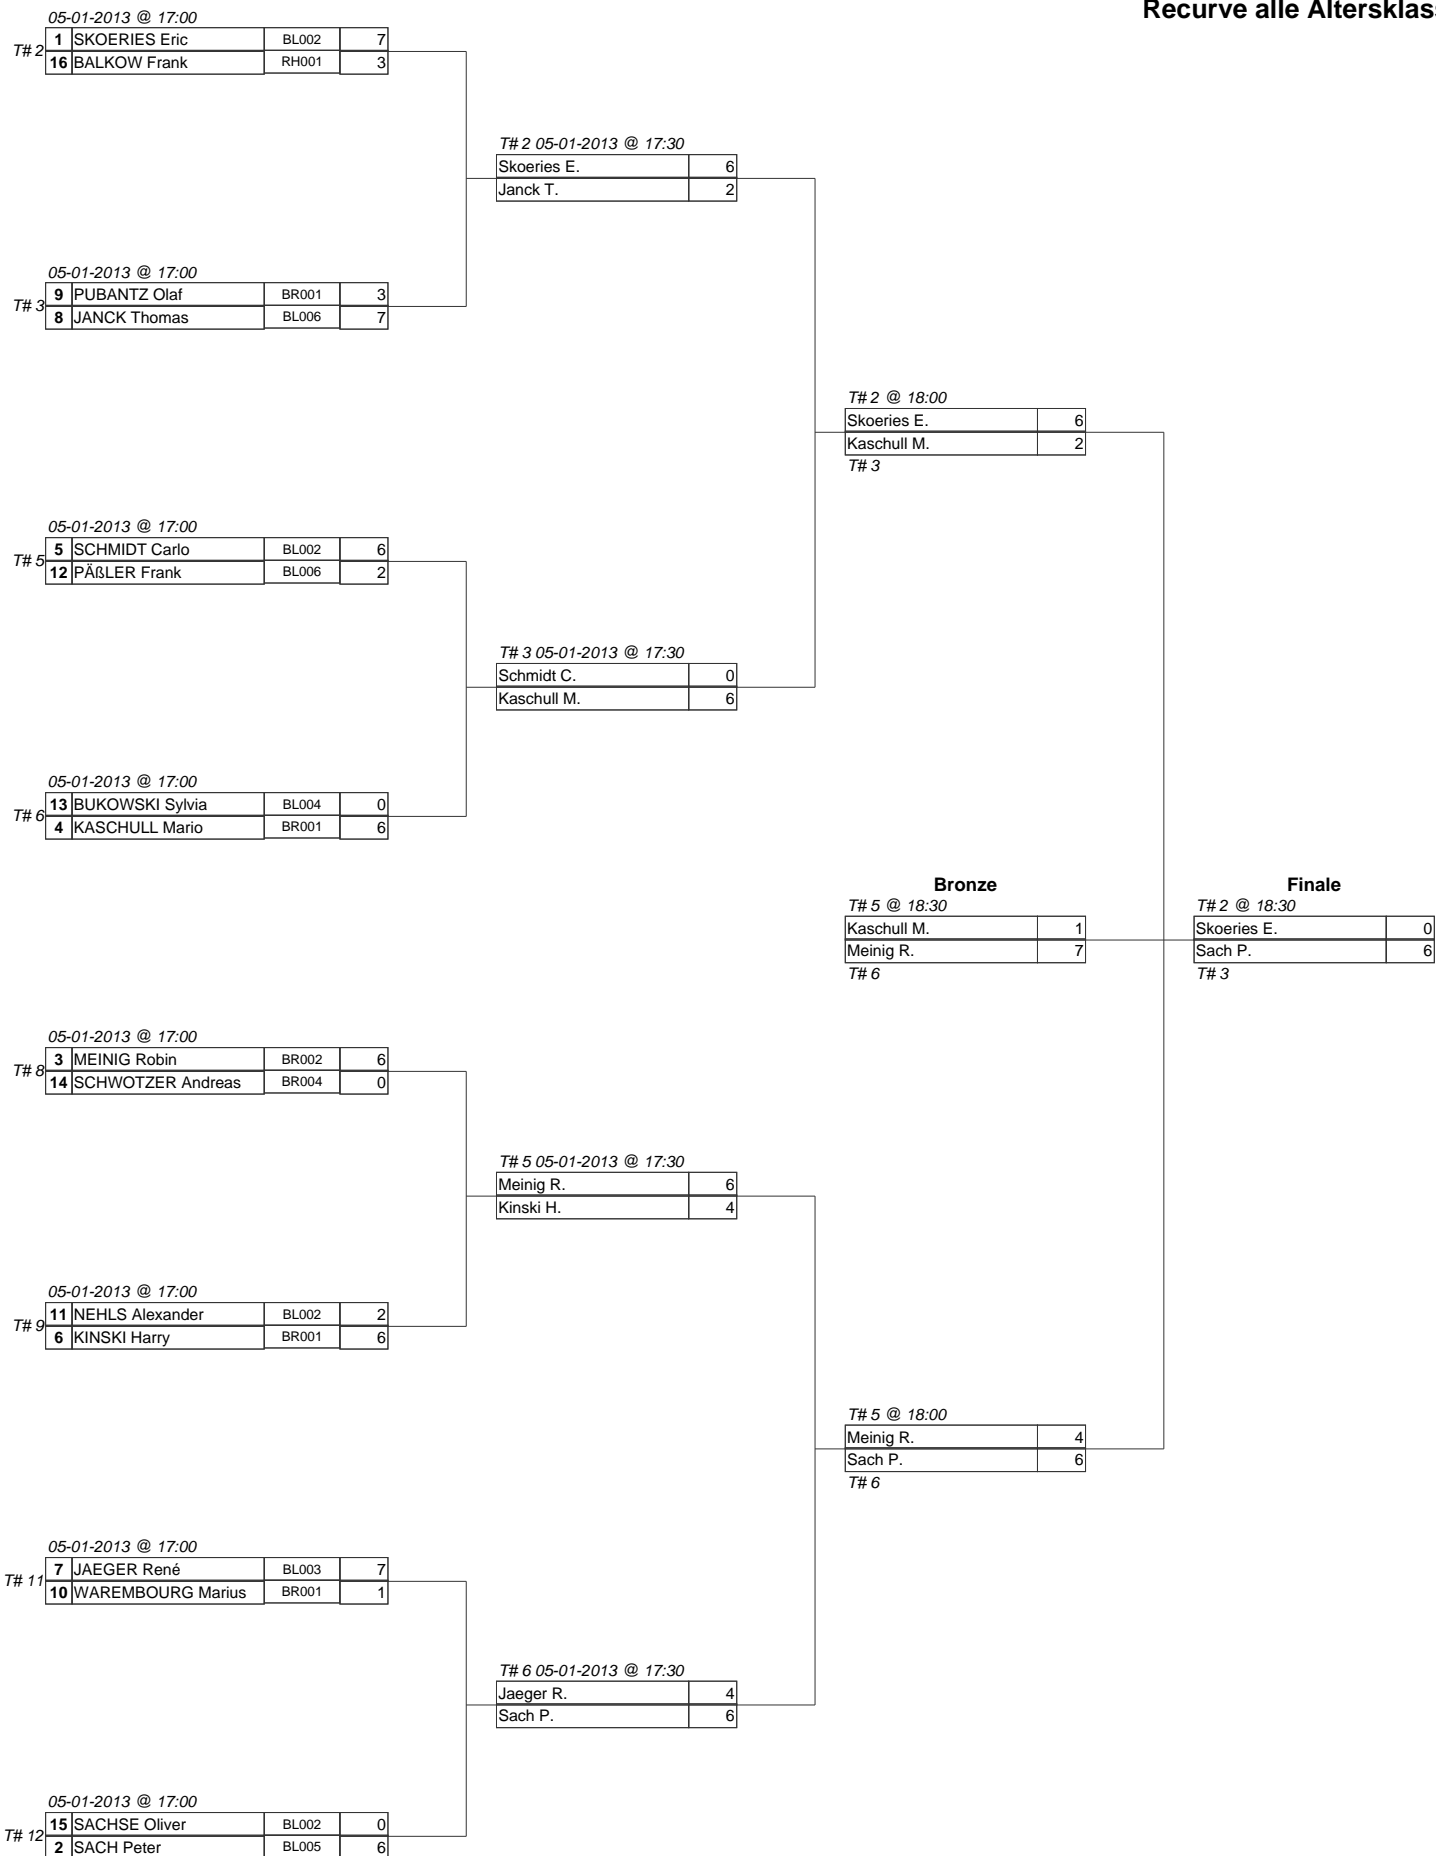 Recurve alle Altersklas
05-01-2013 @ 17:00
T# 2
1 SKOERIES Eric BL002 7
16 BALKOW Frank RH001 3
T# 2 05-01-2013 @ 17:30
Skoeries E. 6
Janck T. 2
05-01-2013 @ 17:00
T# 3
9 PUBANTZ Olaf BR001 3
8 JANCK Thomas BL006 7
T# 2 @ 18:00
Skoeries E. 6
Kaschull M. 2
T# 3
05-01-2013 @ 17:00
T# 5
5 SCHMIDT Carlo BL002 6
12 PÄßLER Frank BL006 2
T# 3 05-01-2013 @ 17:30
Schmidt C. 0
Kaschull M. 6
05-01-2013 @ 17:00
T# 6
13 BUKOWSKI Sylvia BL004 0
4 KASCHULL Mario BR001 6
Bronze
T# 5 @ 18:30
Kaschull M. 1
Meinig R. 7
T# 6
Finale
T# 2 @ 18:30
Skoeries E. 0
Sach P. 6
T# 3
05-01-2013 @ 17:00
T# 8
3 MEINIG Robin BR002 6
14 SCHWOTZER Andreas BR004 0
T# 5 05-01-2013 @ 17:30
Meinig R. 6
Kinski H. 4
05-01-2013 @ 17:00
T# 9
11 NEHLS Alexander BL002 2
6 KINSKI Harry BR001 6
T# 5 @ 18:00
Meinig R. 4
Sach P. 6
T# 6
05-01-2013 @ 17:00
T# 11
7 JAEGER René BL003 7
10 WAREMBOURG Marius BR001 1
T# 6 05-01-2013 @ 17:30
Jaeger R. 4
Sach P. 6
05-01-2013 @ 17:00
T# 12
15 SACHSE Oliver BL002 0
2 SACH Peter BL005 6